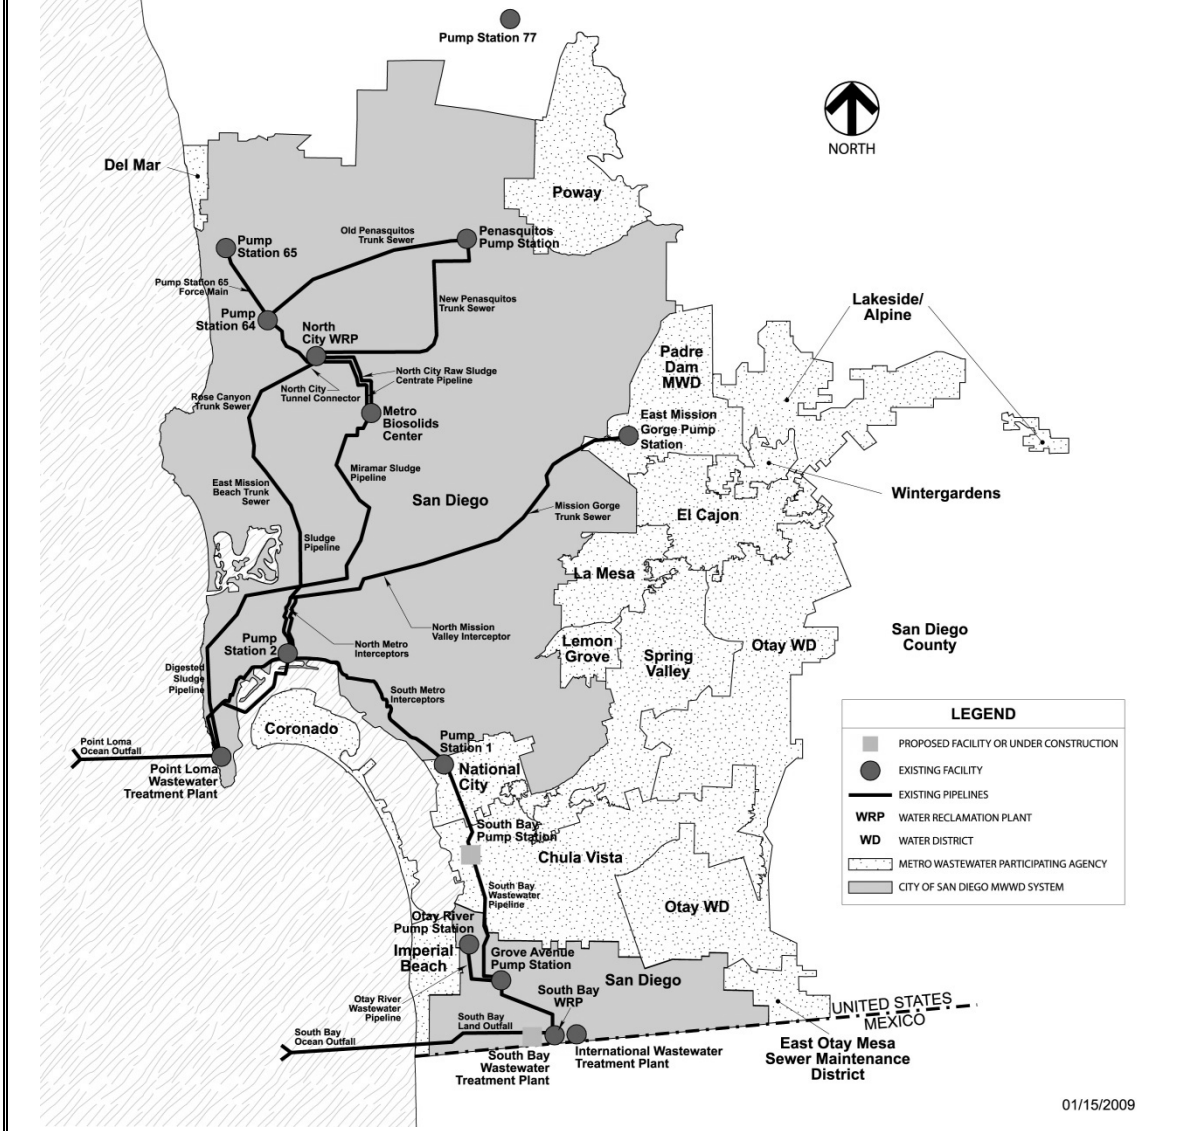 Pump Station 77
NORTH
Del Mar
Poway
Old Penasquitos
Trunk Sewer
Penasquitos
Pump Station
Pump
Station 65
Pump Station 65
Force Main
New Penasquitos
Trunk Sewer
Pump
Station 64
North
City WRP
Lakeside/
Alpine
Padre
Dam
MWD
North City Raw Sludge
Centrate Pipeline
North City
Tunnel Connector
Rose Canyon
Trunk Sewer
Metro
Biosolids
Center
East Mission
Gorge Pump
Station
Miramar Sludge
Pipeline
East Mission
Beach Trunk
Sewer
San Diego
Wintergardens
Mission Gorge
Trunk Sewer
El Cajon
Sludge
Pipeline
La Mesa
North Mission
Valley Interceptor
North Metro
Interceptors
Pump
Station 2
Lemon
Grove
Spring
Valley
Otay WD
San Diego
County
Digested
Sludge
Pipeline
South Metro
Interceptors
Coronado
Point Loma
Ocean Outfall
Pump
Station 1
Point Loma
Wastewater
Treatment Plant
National
City
LEGEND
PROPOSED FACILITY OR UNDER CONSTRUCTION
EXISTING FACILITY
EXISTING PIPELINES
WRP WATER RECLAMATION PLANT
WD WATER DISTRICT
METRO WASTEWATER PARTICIPATING AGENCY
CITY OF SAN DIEGO MWWD SYSTEM
South Bay
Pump Station
Chula Vista
South Bay
Wastewater
Pipeline
Otay WD
Otay River
Pump Station
Imperial
Beach
Grove Avenue
Pump Station
San Diego
South Bay
WRP
Otay River
Wastewater
Pipeline
UNITED STATES
MEXICO
South Bay
Land Outfall
South Bay
Ocean Outfall
South Bay
Wastewater
Treatment Plant
International Wastewater
Treatment Plant
East Otay Mesa
Sewer Maintenance
District
01/15/2009